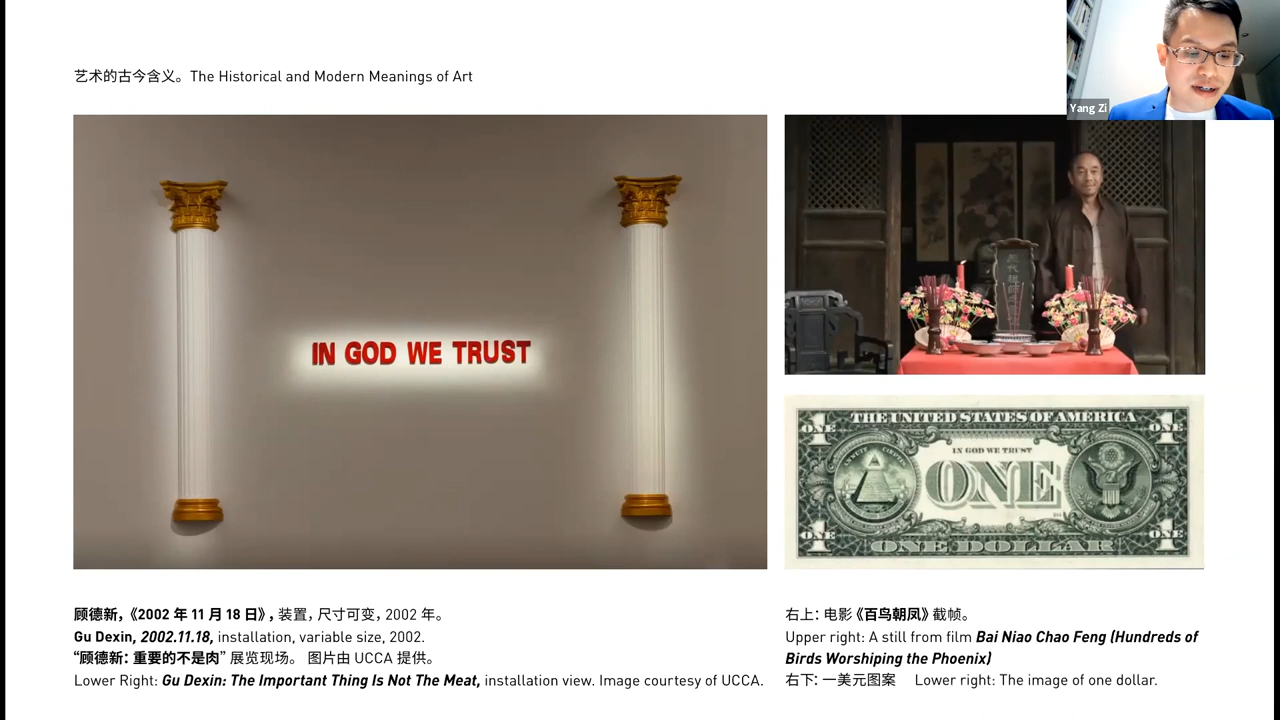 艺术的古今含义。The Historical and Modern Meanings of Art
Yang Zi
IN GOD WE TRUST
THE UNITED STATES OF AMERICA
1 ONE
1 ONE
IN GOD WE TRUST
ONE
1 ONE
1 ONE
ONE DOLLAR
顾德新，《2002 年 11 月 18 日》，装置，尺寸可变，2002 年。
Gu Dexin, 2002.11.18, installation, variable size, 2002.
“顾德新：重要的不是肉” 展览现场。 图片由 UCCA 提供。
Lower Right: Gu Dexin: The Important Thing Is Not The Meat, installation view. Image courtesy of UCCA.
右上：电影《百鸟朝凤》截帧。
Upper right: A still from film Bai Niao Chao Feng (Hundreds of
Birds Worshiping the Phoenix)
右下：一美元图案 Lower right: The image of one dollar.